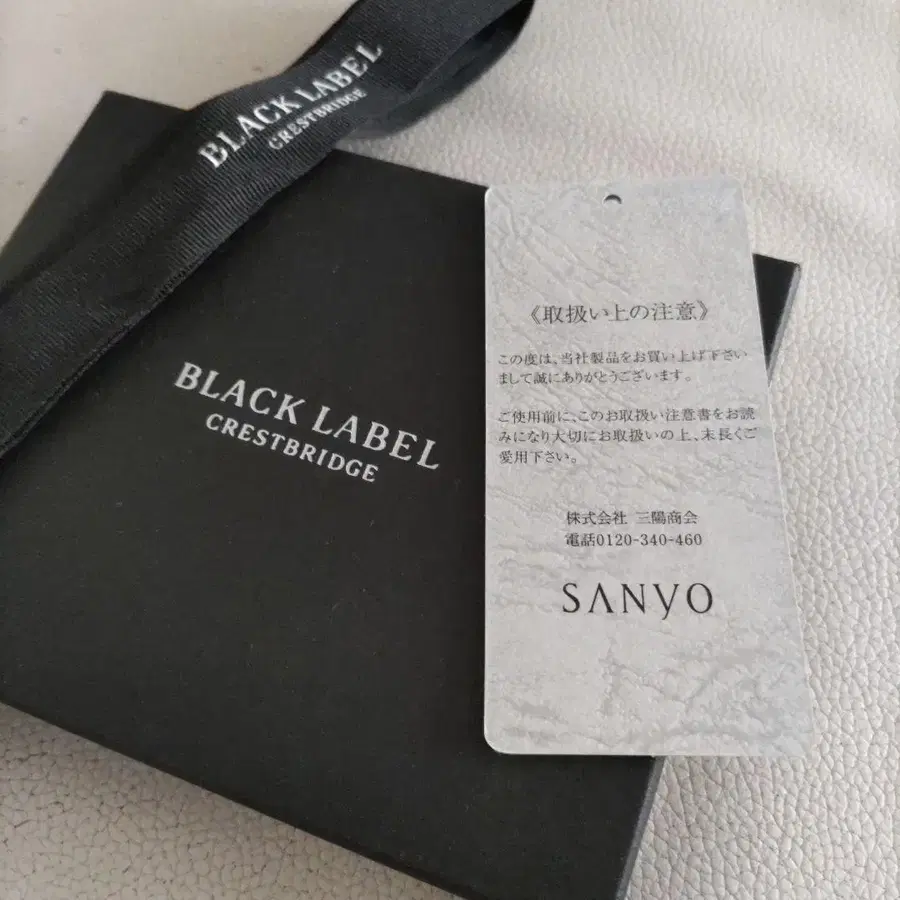 BLACK LABEL
CRESTBRIDGE
BLACK LABEL
CRESTBRIDGE
《取扱い上の注意》
この度は、当社製品をお買い上げ下さい
まして誠にありがとうございます。
ご使用前に、このお取扱い注意書をお読
みになり大切にお取扱いの上、末長くご
愛用下さい。
株式会社 三陽商会
電話0120-340-460
SANYO